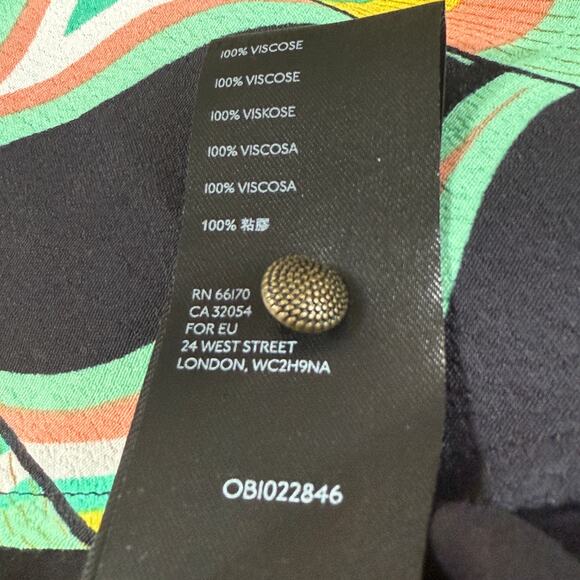 100% VISCOSE
100% VISCOSE
100% VISKOSE
100% VISCOSA
100% VISCOSA
100% 粘膠
RN 66170
CA 32054
FOR EU
24 WEST STREET
LONDON, WC2H9NA
OBI022846